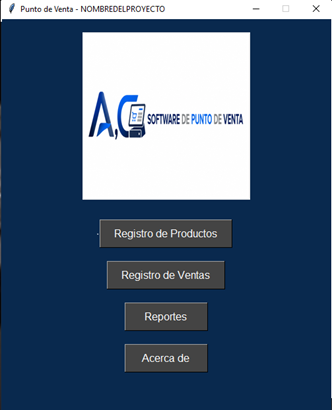 Punto de Venta - NOMBREDELPROYECTO
A,C SOFTWARE DE PUNTO DE VENTA
Registro de Productos
Registro de Ventas
Reportes
Acerca de